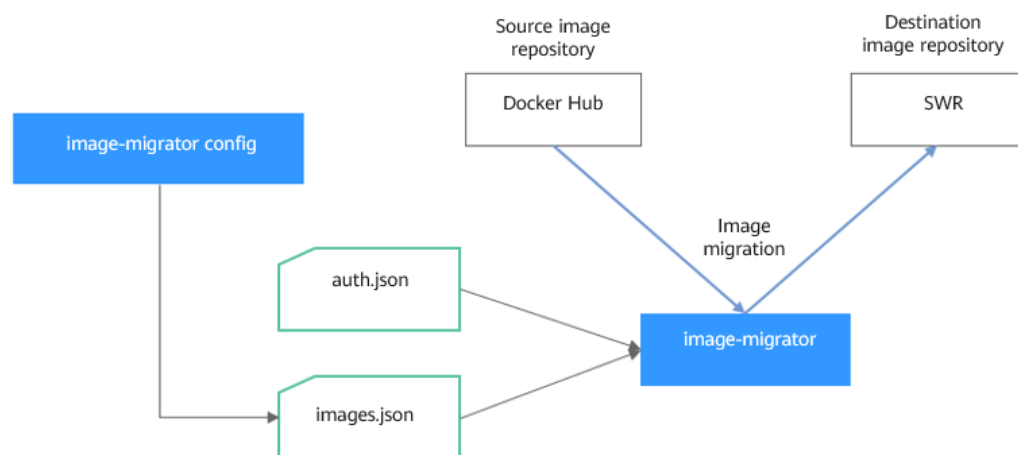 Source image
repository
Destination
image repository
Docker Hub
SWR
image-migrator config
Image
migration
auth.json
image-migrator
images.json